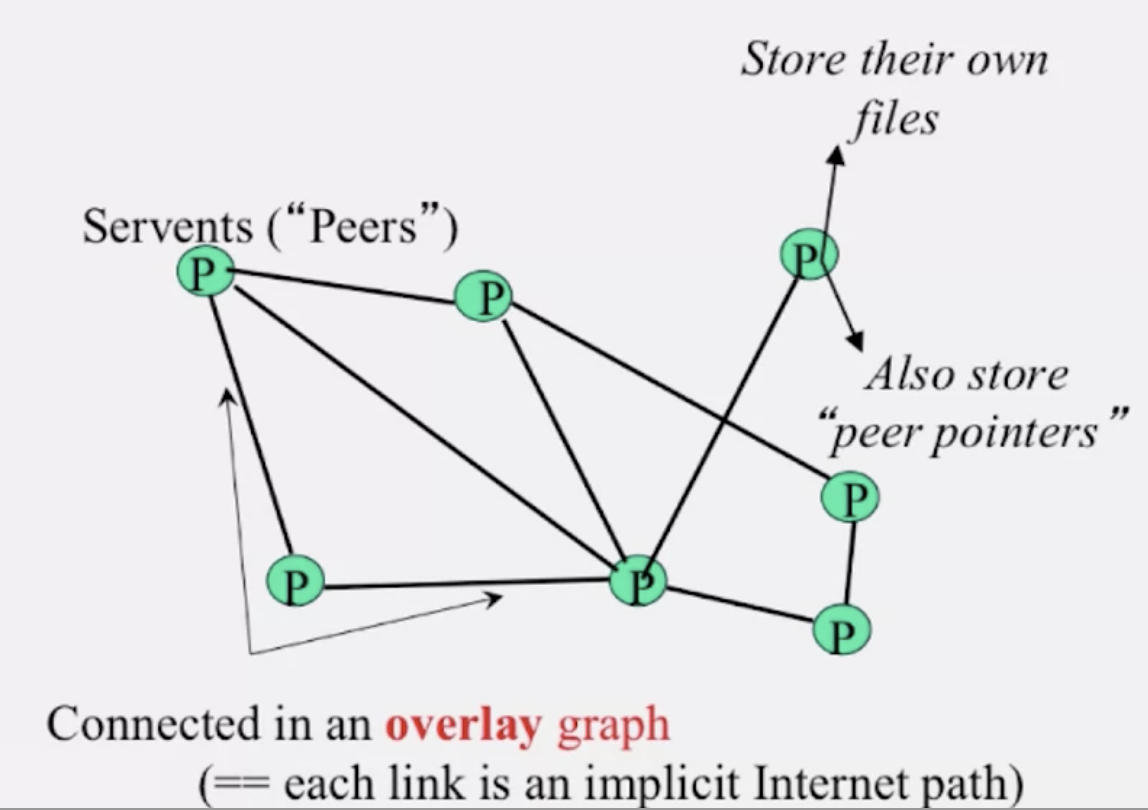 Store their own
files
Servents (“Peers”)
P
P
P
Also store
“peer pointers”
P
P
P
P
Connected in an overlay graph
(== each link is an implicit Internet path)